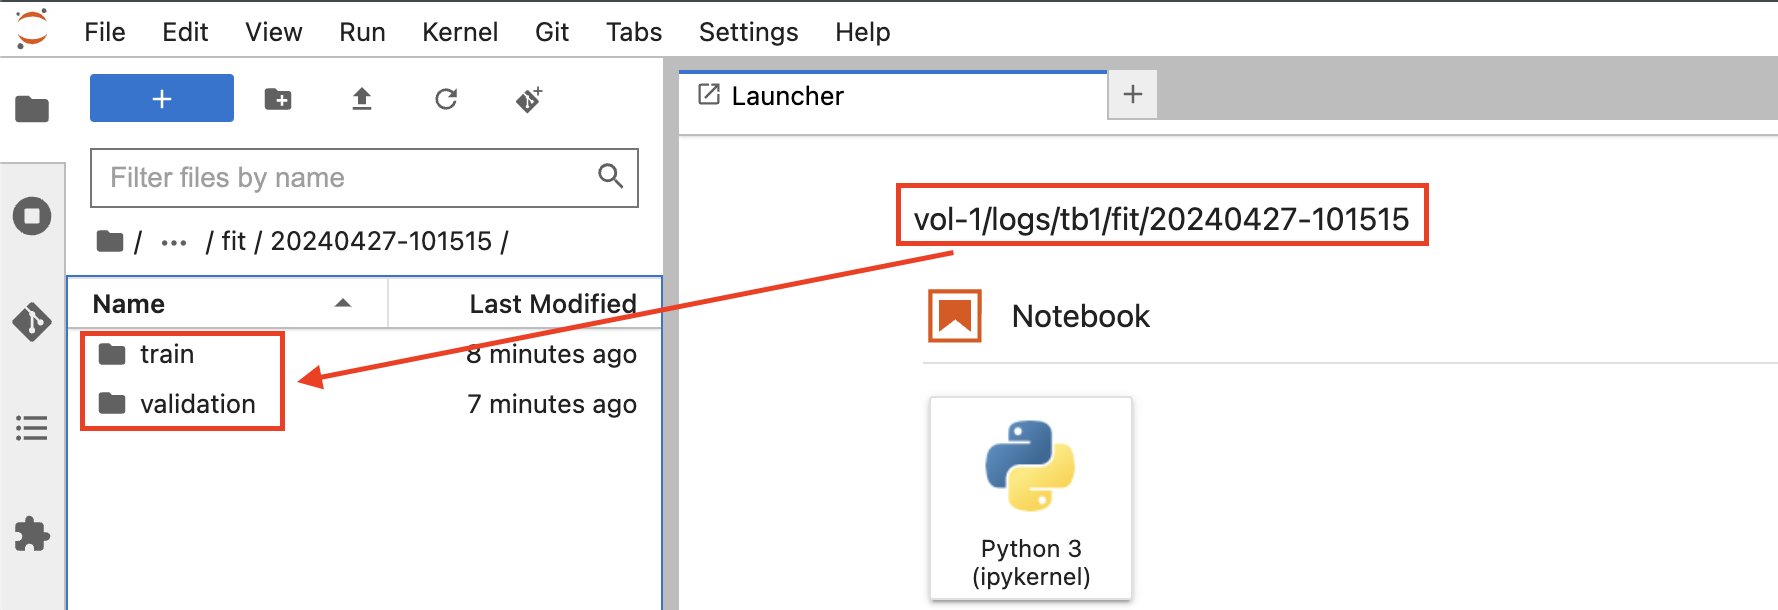 File Edit View Run Kernel Git Tabs Settings Help
+
Filter files by name
/ ... / fit / 20240427-101515 /
Name Last Modified
train 8 minutes ago
validation 7 minutes ago
Launcher +
vol-1/logs/tb1/fit/20240427-101515
Notebook
Python 3
(ipykernel)